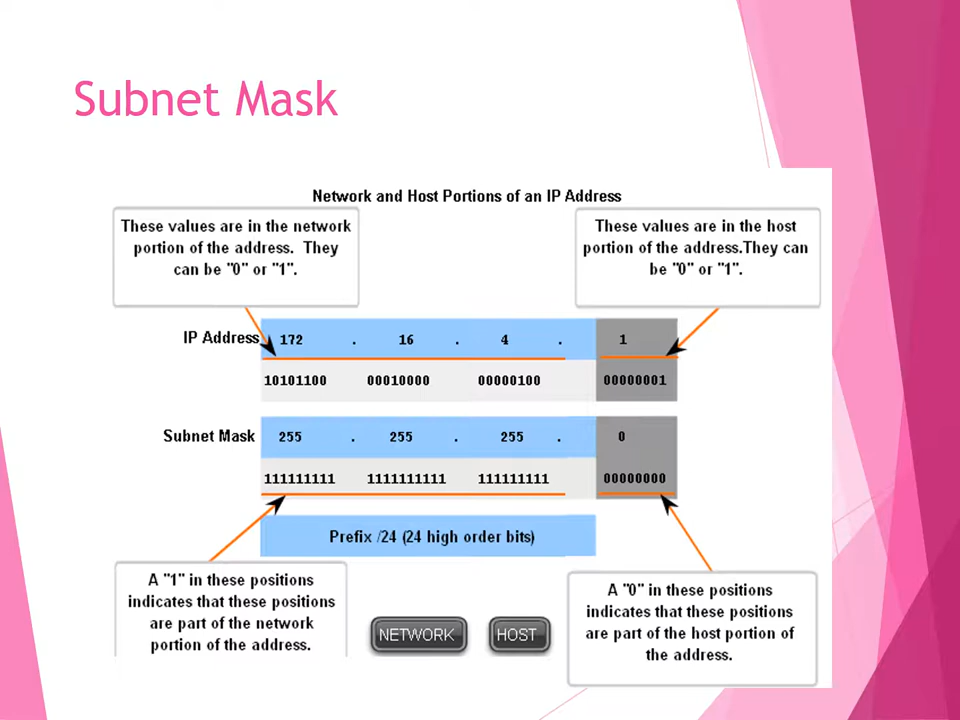 Subnet Mask
Network and Host Portions of an IP Address
These values are in the network
portion of the address. They
can be "0" or "1".
These values are in the host
portion of the address.They can
be "0" or "1".
IP Address 172 . 16 . 4 . 1
10101100 00010000 00000100 00000001
Subnet Mask 255 . 255 . 255 . 0
111111111 1111111111 111111111 00000000
Prefix /24 (24 high order bits)
A "1" in these positions
indicates that these positions
are part of the network
portion of the address.
NETWORK HOST
A "0" in these positions
indicates that these positions
are part of the host portion of
the address.